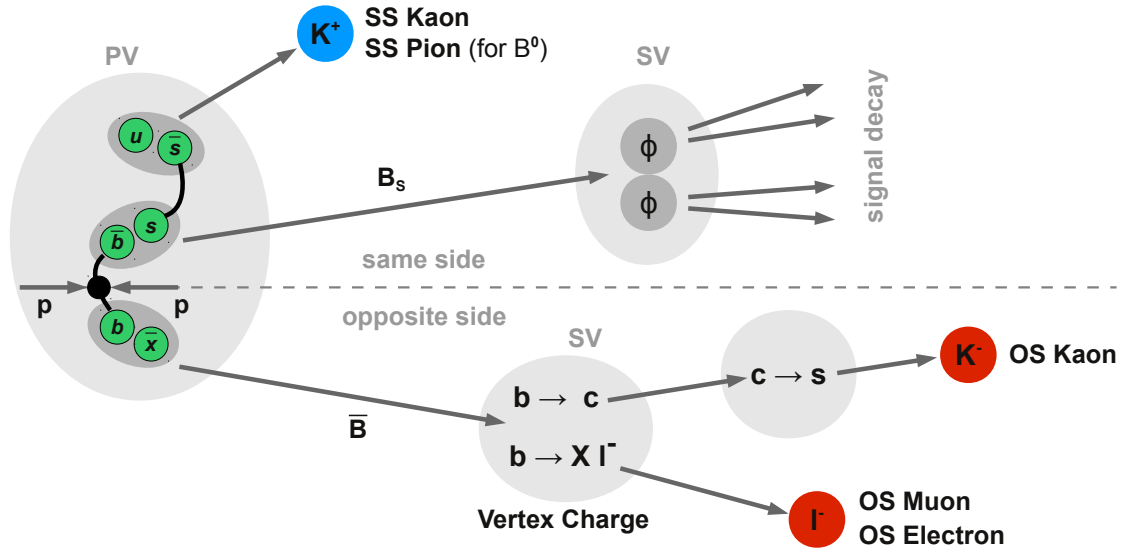 K⁺
SS Kaon
SS Pion (for B⁰)
PV
SV
u
s̅
B_s
ϕ
ϕ
signal decay
s
b̅
same side
p
p
opposite side
b
x̅
SV
B̅
b → c
b → X l⁻
Vertex Charge
c → s
K⁻
OS Kaon
l⁻
OS Muon
OS Electron